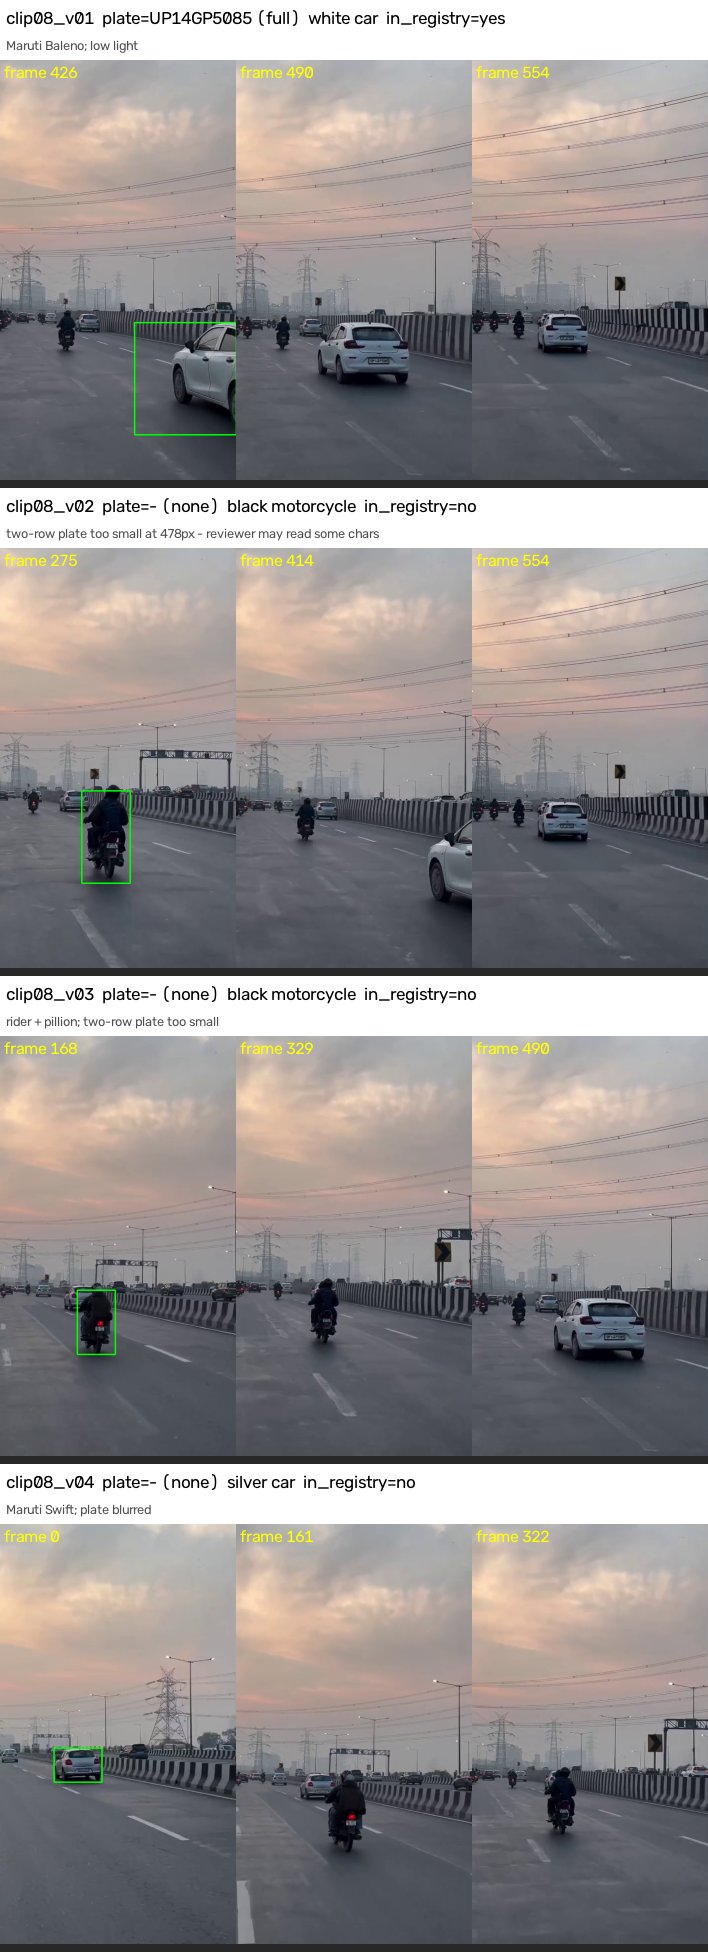 clip08_v01 plate=UP14GP5085 (full) white car in_registry=yes
Maruti Baleno; low light
frame 426
frame 490
frame 554
clip08_v02 plate=- (none) black motorcycle in_registry=no
two-row plate too small at 478px - reviewer may read some chars
frame 275
frame 414
frame 554
clip08_v03 plate=- (none) black motorcycle in_registry=no
rider + pillion; two-row plate too small
frame 168
frame 329
frame 490
clip08_v04 plate=- (none) silver car in_registry=no
Maruti Swift; plate blurred
frame 0
frame 161
frame 322